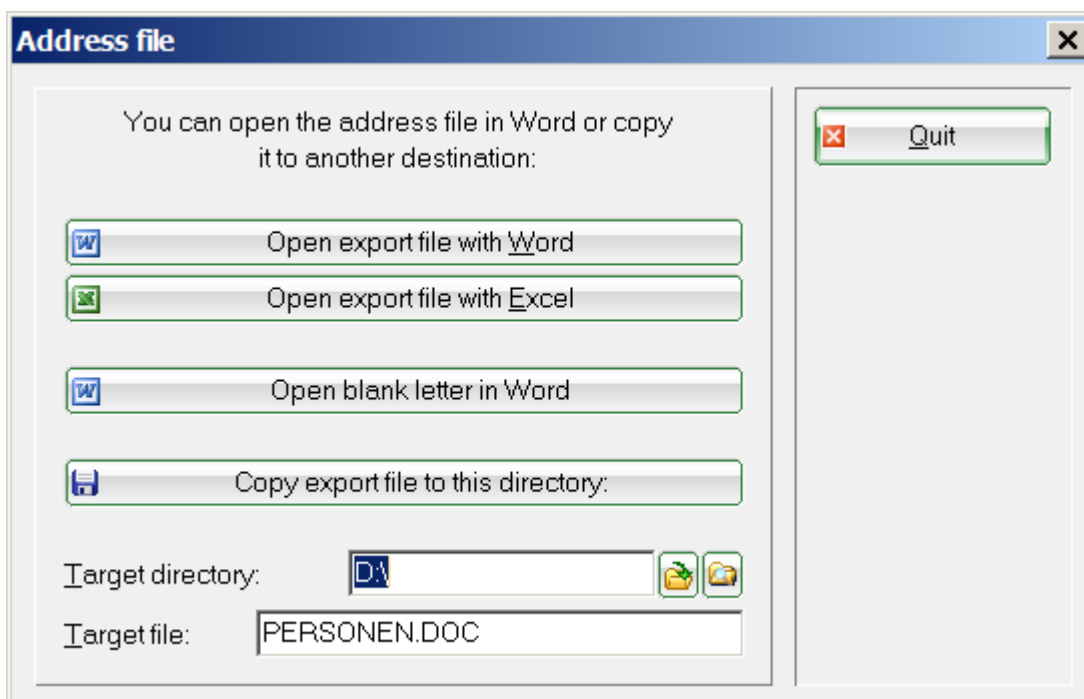 Address file
You can open the address file in Word or copy
it to another destination:
Quit
Open export file with Word
Open export file with Excel
Open blank letter in Word
Copy export file to this directory:
Target directory: D:\
Target file: PERSONEN.DOC